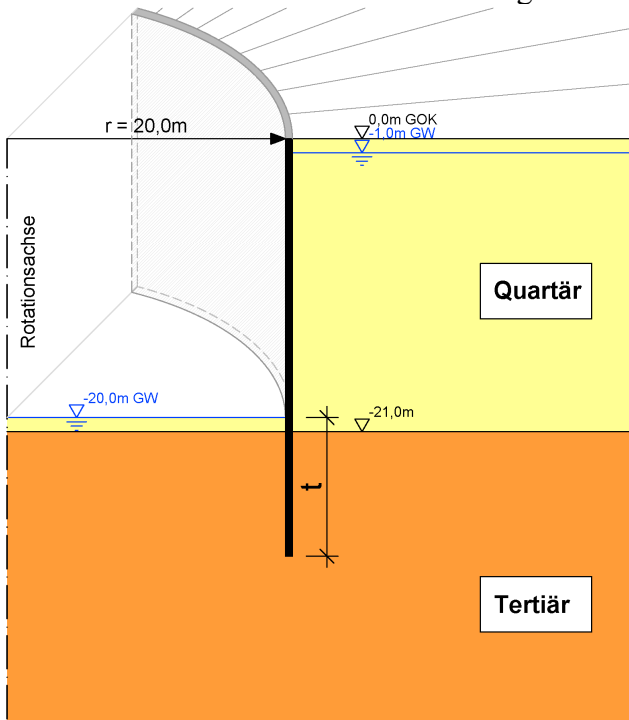 r = 20,0m
0,0m GOK
-1,0m GW
Rotationsachse
Quartär
-20,0m GW
-21,0m
t
Tertiär